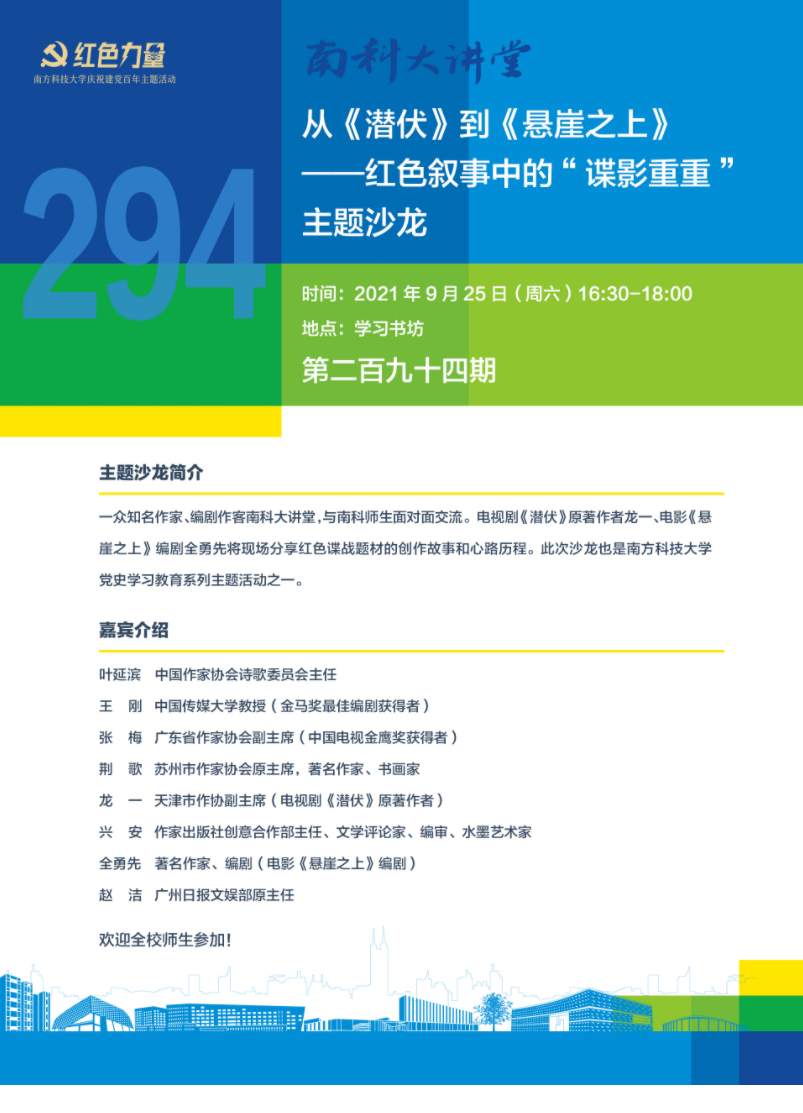 红色力量
南方科技大学庆祝建党百年主题活动
南科大讲堂
从《潜伏》到《悬崖之上》
——红色叙事中的“谍影重重”
主题沙龙
294
时间：2021年9月25日（周六）16:30-18:00
地点：学习书坊
第二百九十四期
主题沙龙简介
一众知名作家、编剧作客南科大讲堂，与南科师生面对面交流。电视剧《潜伏》原著作者龙一、电影《悬
崖之上》编剧全勇先将现场分享红色谍战题材的创作故事和心路历程。此次沙龙也是南方科技大学
党史学习教育系列主题活动之一。
嘉宾介绍
叶延滨 中国作家协会诗歌委员会主任
王 刚 中国传媒大学教授（金马奖最佳编剧获得者）
张 梅 广东省作家协会副主席（中国电视金鹰奖获得者）
荆 歌 苏州市作家协会原主席，著名作家、书画家
龙 一 天津市作协副主席（电视剧《潜伏》原著作者）
兴 安 作家出版社创意合作部主任、文学评论家、编审、水墨艺术家
全勇先 著名作家、编剧（电影《悬崖之上》编剧）
赵 洁 广州日报文娱部原主任
欢迎全校师生参加！